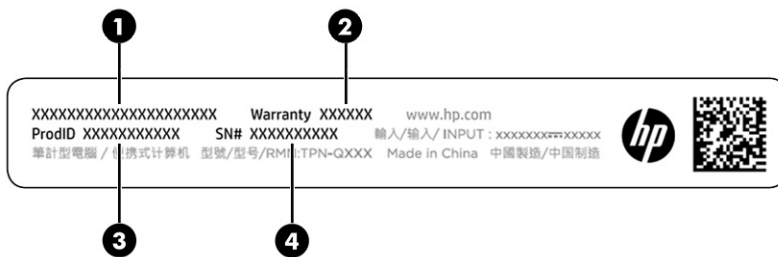 1
2
XXXXXXXXXXXXXXXXXXXXX Warranty XXXXXX www.hp.com
ProdID XXXXXXXXXXX SN# XXXXXXXXXX 輸入/输入/ INPUT : xxxxxxx⎓xxxxx
筆計型電腦 / 便携式计算机 型號/型号/RMN:TPN-QXXX Made in China 中國製造/中国制造
hp
3
4